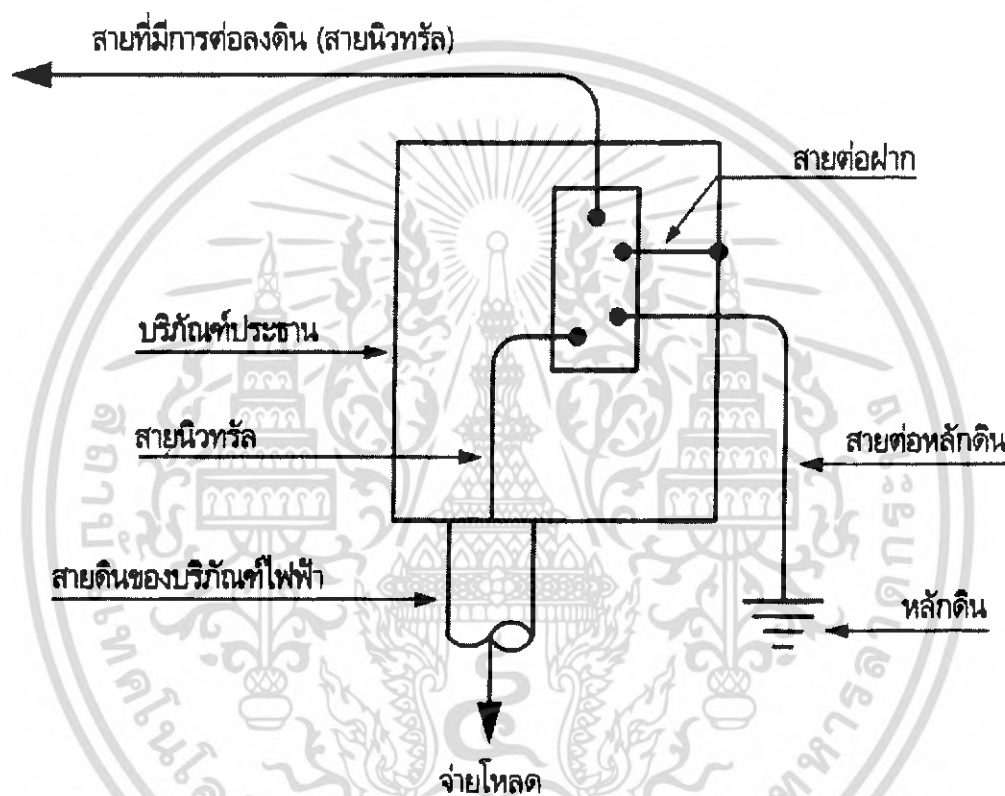 สายที่มีการต่อลงดิน (สายนิวทรัล)
สายต่อฝาก
บริภัณฑ์ประธาน
สายนิวทรัล
สายต่อหลักดิน
สายดินของบริภัณฑ์ไฟฟ้า
หลักดิน
จ่ายโหลด